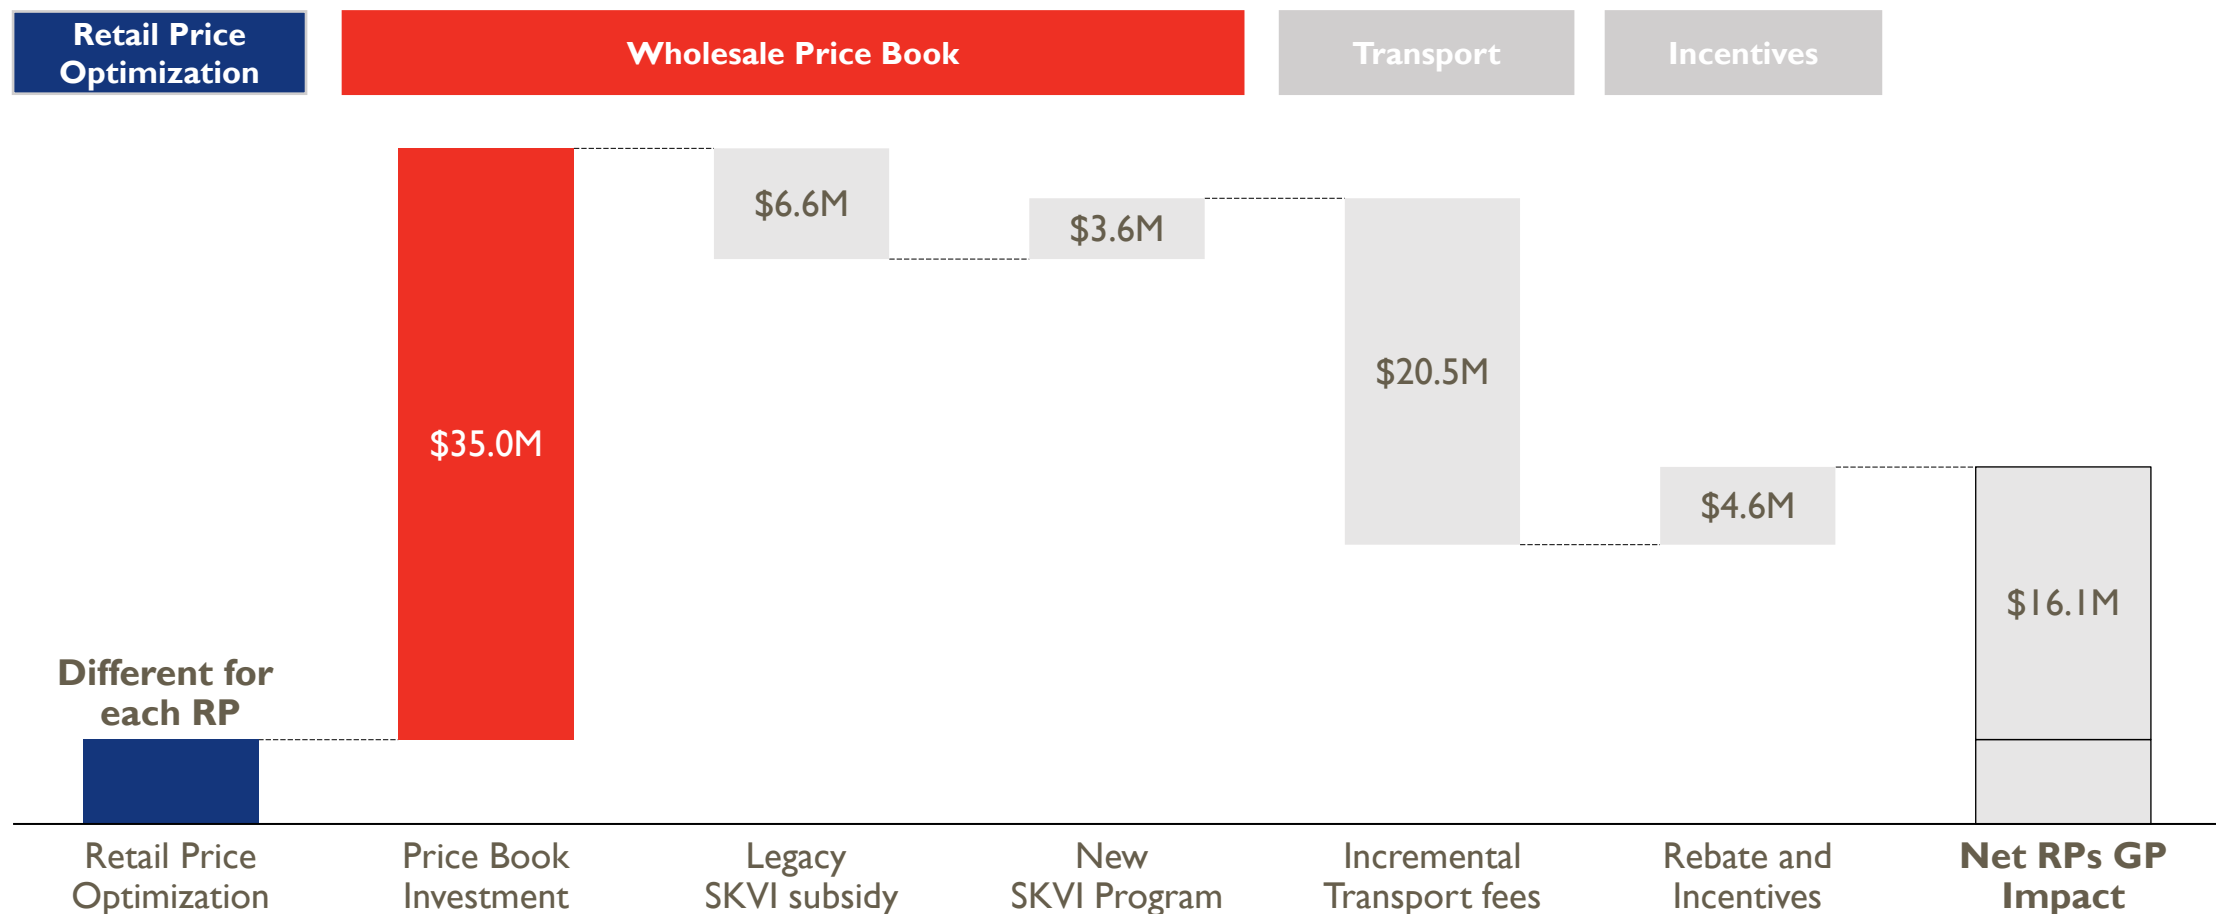 Retail Price
Optimization
Wholesale Price Book
Transport
Incentives
$6.6M
$3.6M
$20.5M
$35.0M
$4.6M
$16.1M
Different for
each RP
Retail Price
Optimization
Price Book
Investment
Legacy
SKVI subsidy
New
SKVI Program
Incremental
Transport fees
Rebate and
Incentives
Net RPs GP
Impact